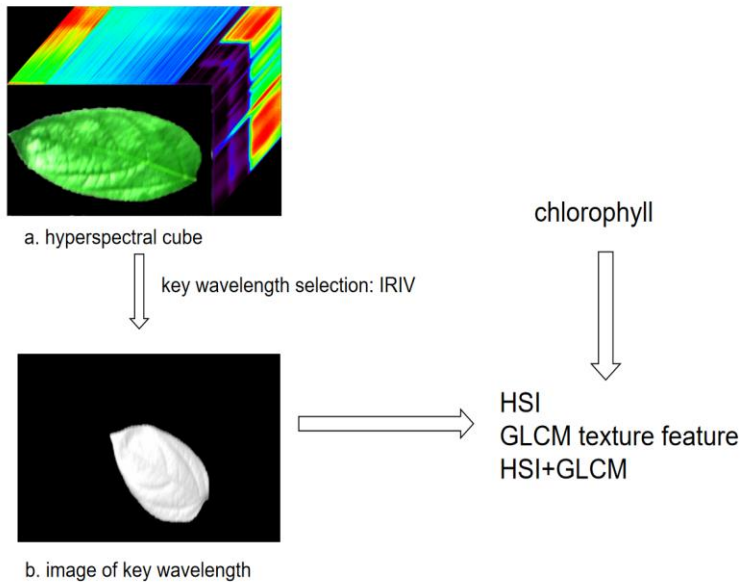 a. hyperspectral cube
key wavelength selection: IRIV
b. image of key wavelength
chlorophyll
HSI
GLCM texture feature
HSI+GLCM